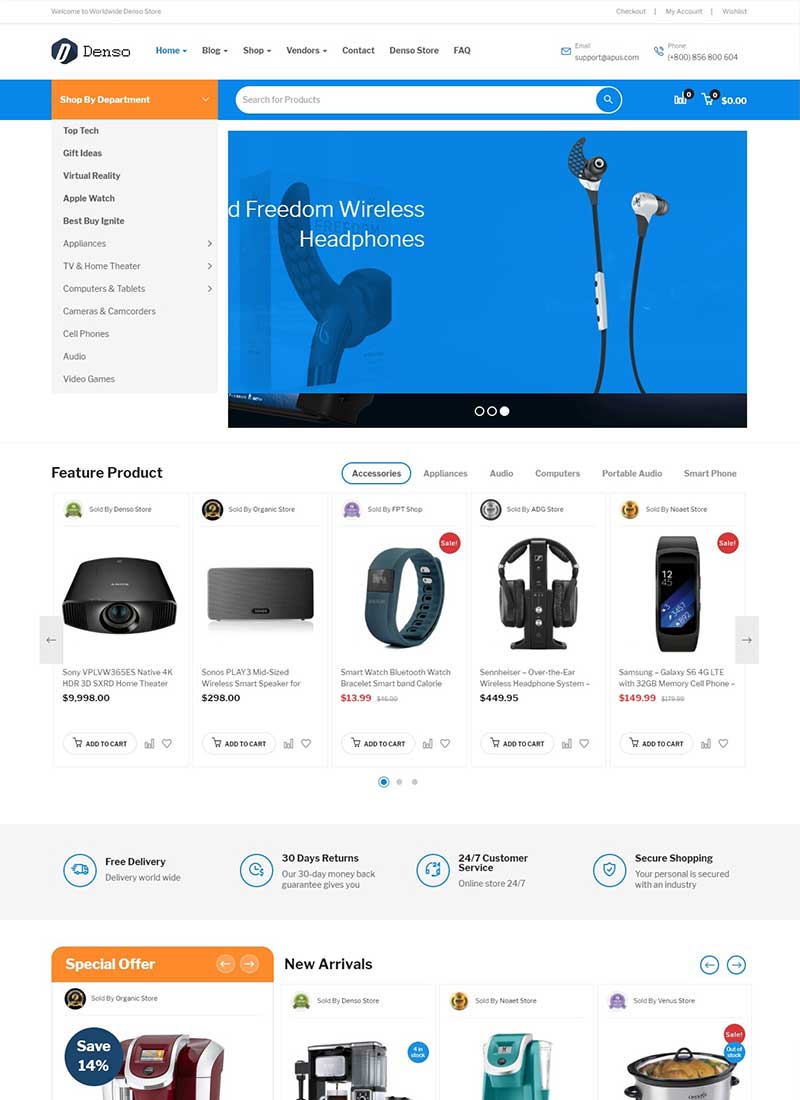 Welcome to Worldwide Denso Store
Checkout | My Account | Wishlist
Denso
Home Blog Shop Vendors Contact Denso Store FAQ
Email:
support@apus.com
Phone:
(+800) 856 800 604
Shop By Department
Search for Products
0
0
$0.00
Top Tech
Gift Ideas
Virtual Reality
Apple Watch
Best Buy Ignite
Appliances
TV & Home Theater
Computers & Tablets
Cameras & Camcorders
Cell Phones
Audio
Video Games
d Freedom Wireless
Headphones
FREEDOM
Feature Product
Accessories Appliances Audio Computers Portable Audio Smart Phone
Sold By Denso Store
SONY
Sony VPLVW365ES Native 4K
HDR 3D SXRD Home Theater
$9,998.00
ADD TO CART
Sold By Organic Store
SONOS
Sonos PLAY3 Mid-Sized
Wireless Smart Speaker for
$298.00
ADD TO CART
Sold By FPT Shop
Sale!
Smart Watch Bluetooth Watch
Bracelet Smart band Calorie
$13.99 $46.00
ADD TO CART
Sold By ADG Store
Sennheiser – Over-the-Ear
Wireless Headphone System –
$449.95
ADD TO CART
Sold By Noaet Store
Sale!
12
45
Samsung – Galaxy S6 4G LTE
with 32GB Memory Cell Phone –
$149.99 $179.99
ADD TO CART
Free Delivery
Delivery world wide
30 Days Returns
Our 30-day money back
guarantee gives you
24
24/7 Customer
Service
Online store 24/7
Secure Shopping
Your personal is secured
with an industry
Special Offer
Sold By Organic Store
Save
14%
New Arrivals
Sold By Denso Store
4 in
stock
Sold By Noaet Store
Sold By Venus Store
Sale!
Out of
stock